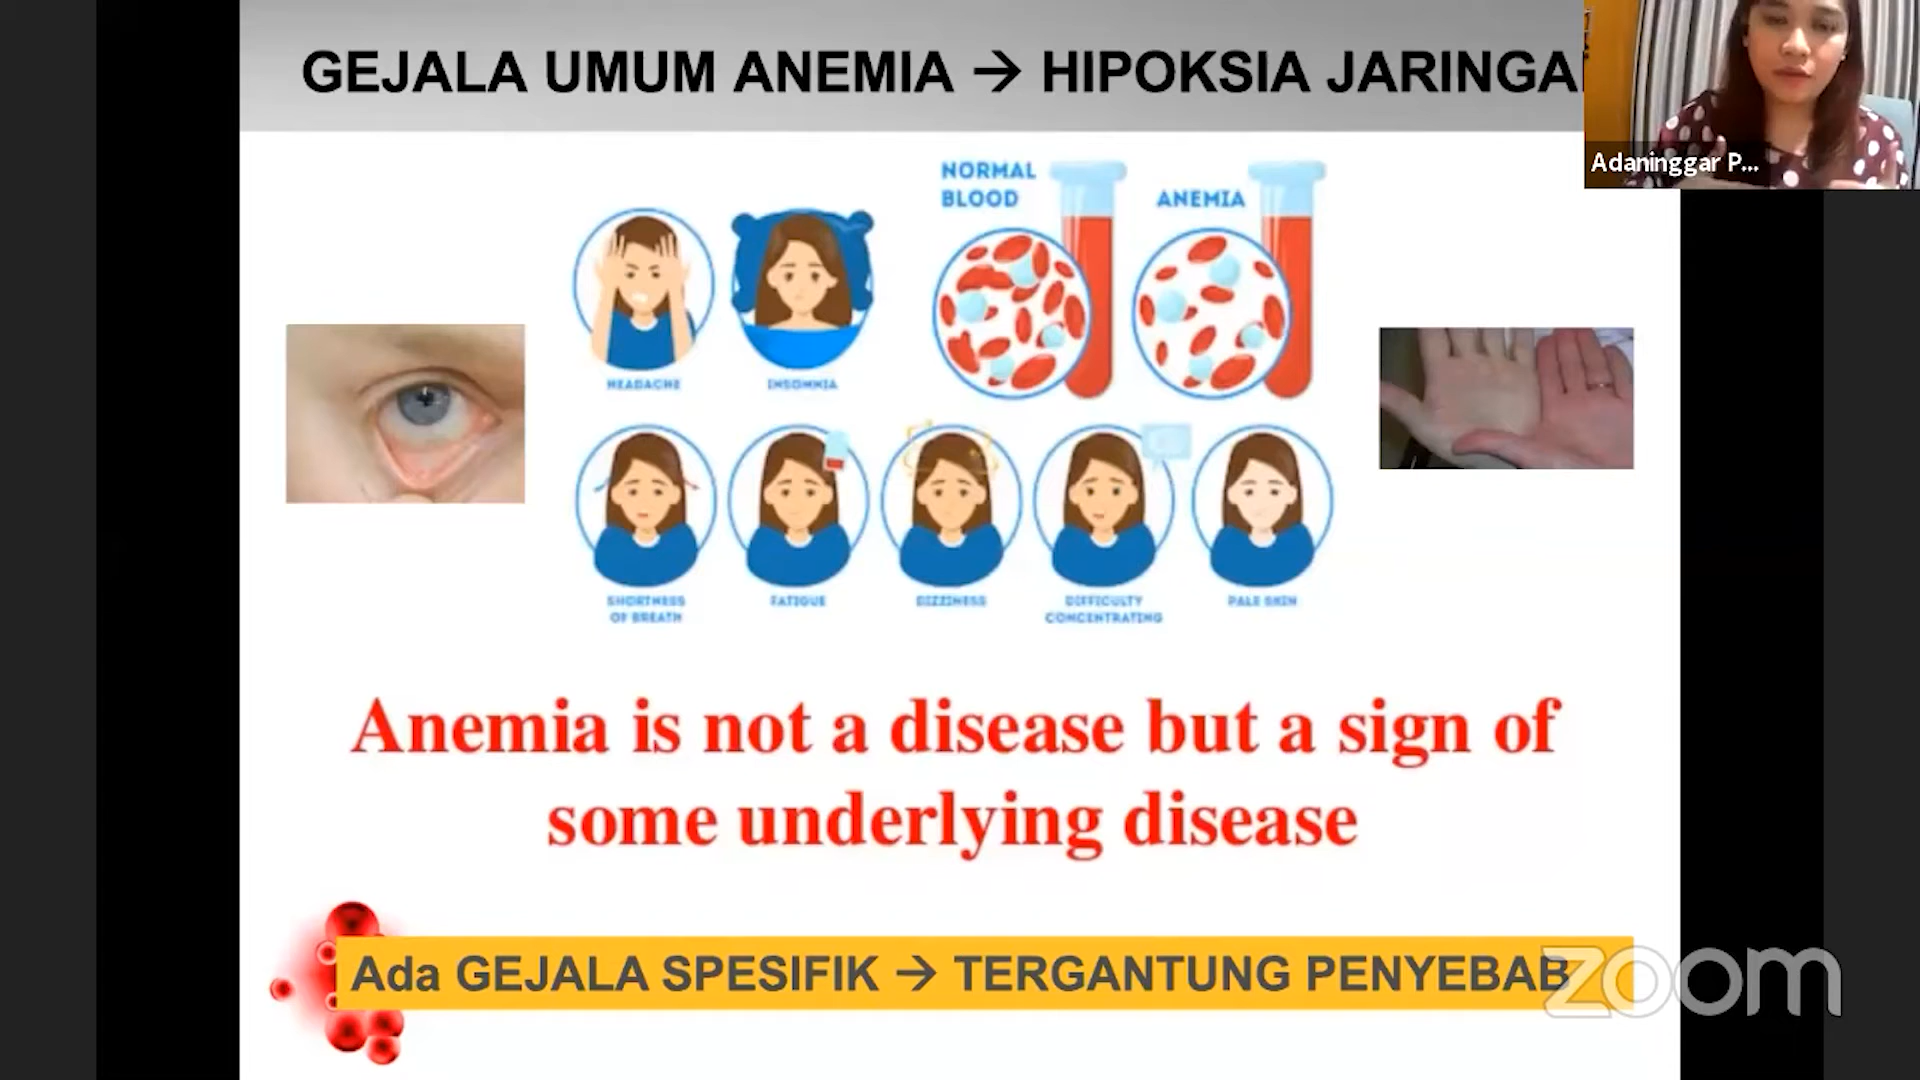 GEJALA UMUM ANEMIA → HIPOKSIA JARINGA
Adaninggar P...
NORMAL
BLOOD
ANEMIA
HEADACHE
INSOMNIA
SHORTNESS
OF BREATH
FATIGUE
DIZZINESS
DIFFICULTY
CONCENTRATING
PALE SKIN
Anemia is not a disease but a sign of
some underlying disease
Ada GEJALA SPESIFIK → TERGANTUNG PENYEBAB
zoom